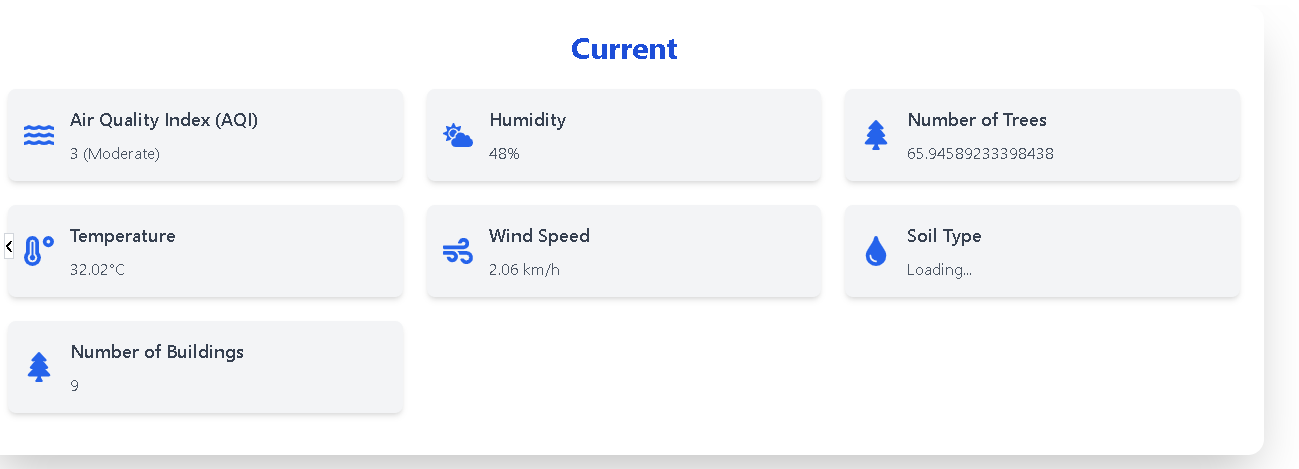 Current
Air Quality Index (AQI)
3 (Moderate)
Humidity
48%
Number of Trees
65.94589233398438
Temperature
32.02°C
Wind Speed
2.06 km/h
Soil Type
Loading...
Number of Buildings
9